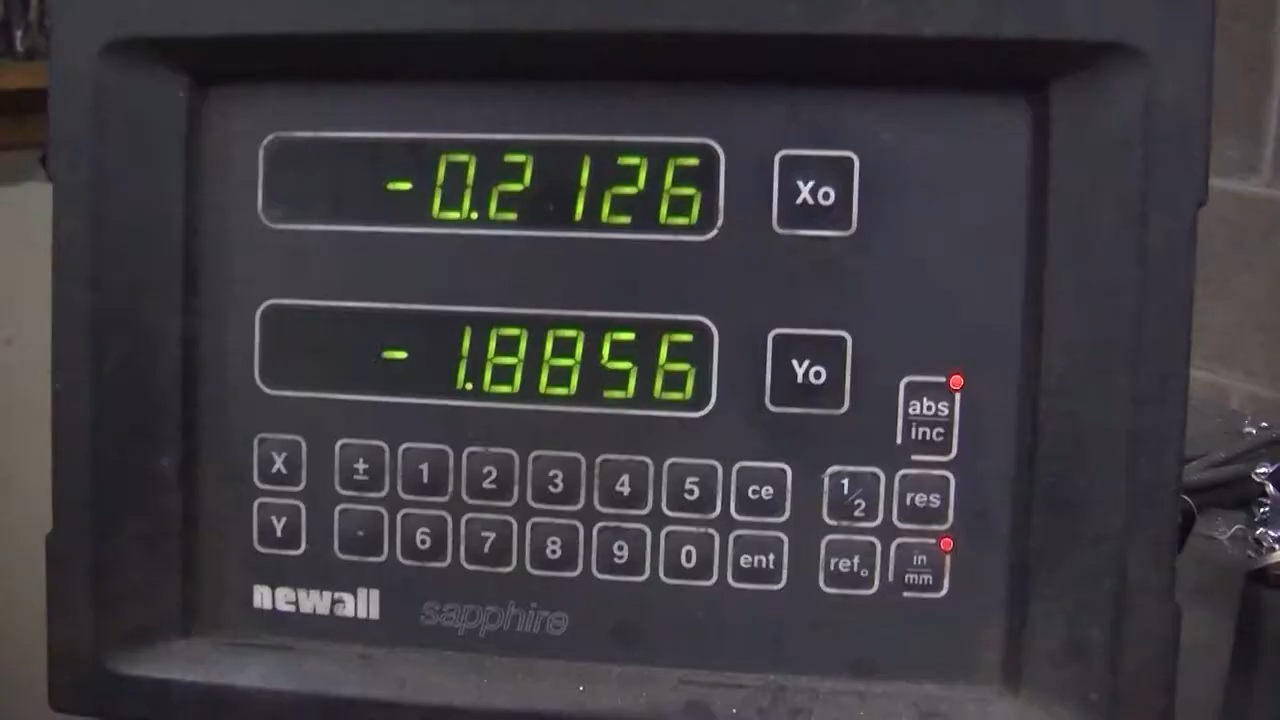 -0.2126 Xo
-1.8856 Yo
abs
inc
X ± 1 2 3 4 5 ce 1/2 res
Y . 6 7 8 9 0 ent ref₀ in
mm
newall sapphire